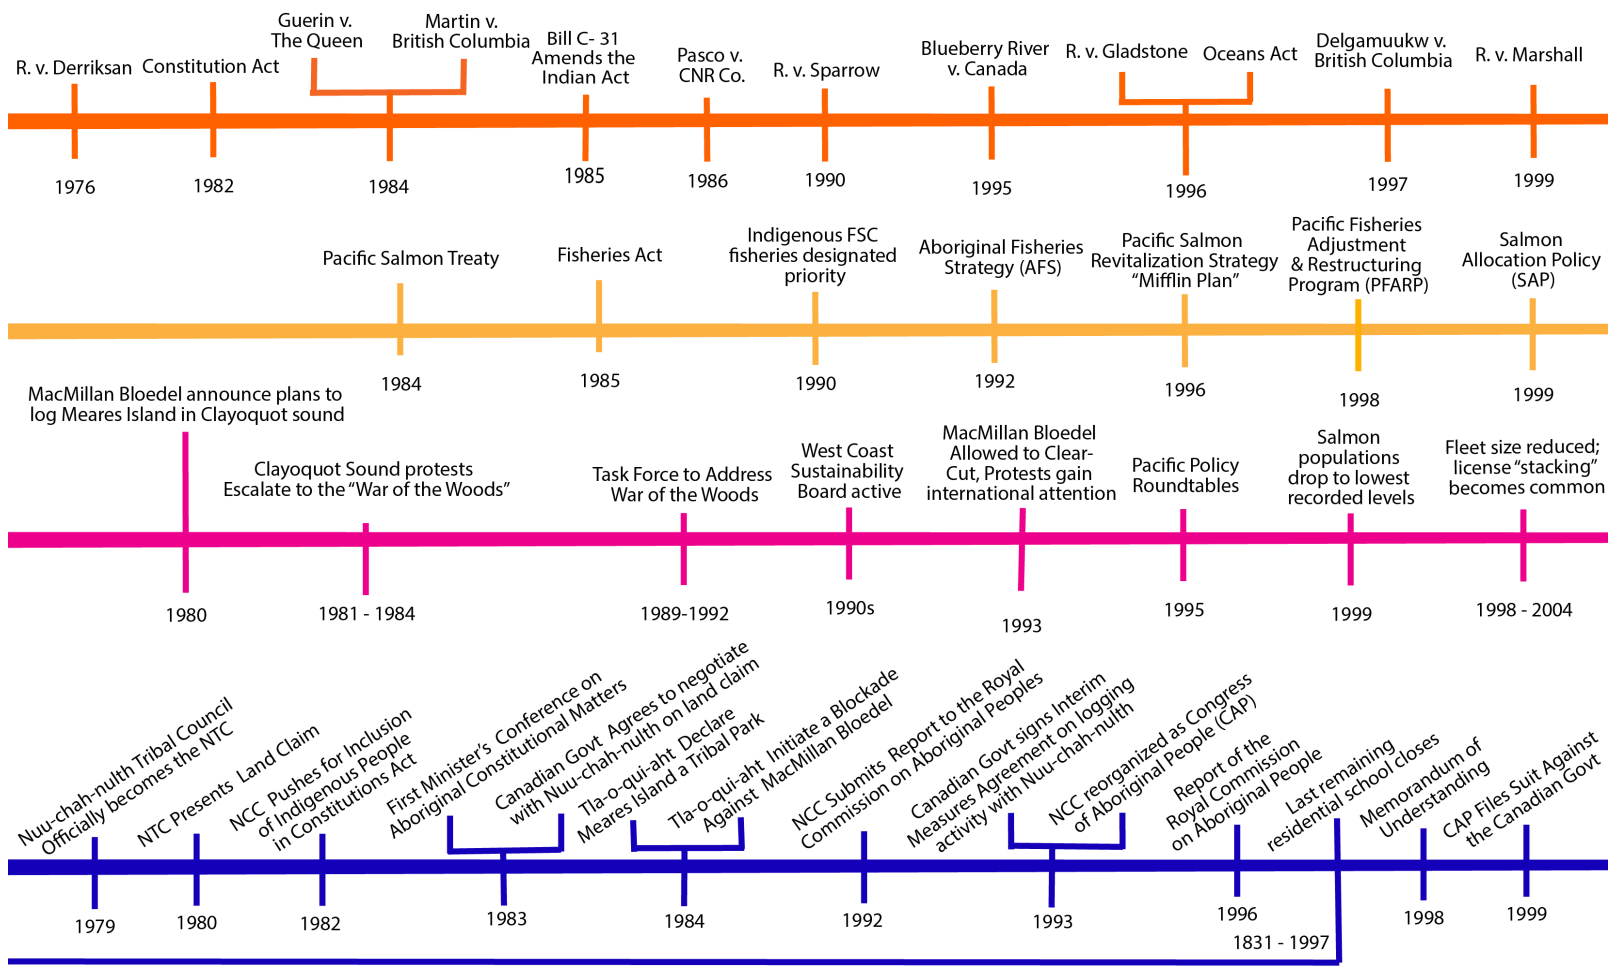 R. v. Derriksan
1976
Constitution Act
1982
Guerin v.
The Queen
Martin v.
British Columbia
1984
Bill C- 31
Amends the
Indian Act
1985
Pasco v.
CNR Co.
1986
R. v. Sparrow
1990
Blueberry River
v. Canada
1995
R. v. Gladstone
Oceans Act
1996
Delgamuukw v.
British Columbia
1997
R. v. Marshall
1999
Pacific Salmon Treaty
1984
Fisheries Act
1985
Indigenous FSC
fisheries designated
priority
1990
Aboriginal Fisheries
Strategy (AFS)
1992
Pacific Salmon
Revitalization Strategy
“Mifflin Plan”
1996
Pacific Fisheries
Adjustment
& Restructuring
Program (PFARP)
1998
Salmon
Allocation Policy
(SAP)
1999
MacMillan Bloedel announce plans to
log Meares Island in Clayoquot sound
1980
Clayoquot Sound protests
Escalate to the “War of the Woods”
1981 - 1984
Task Force to Address
War of the Woods
1989-1992
West Coast
Sustainability
Board active
1990s
MacMillan Bloedel
Allowed to Clear-
Cut, Protests gain
international attention
1993
Pacific Policy
Roundtables
1995
Salmon
populations
drop to lowest
recorded levels
1999
Fleet size reduced;
license “stacking”
becomes common
1998 - 2004
Nuu-chah-nulth Tribal Council
Officially becomes the NTC
1979
NTC Presents Land Claim
1980
NCC Pushes for Inclusion
of Indigenous People
in Constitutions Act
1982
First Minister’s Conference on
Aboriginal Constitutional Matters
Canadian Govt Agrees to negotiate
with Nuu-chah-nulth on land claim
1983
Tla-o-qui-aht Declare
Meares Island a Tribal Park
Tla-o-qui-aht Initiate a Blockade
Against MacMillan Bloedel
1984
NCC Submits Report to the Royal
Commission on Aboriginal Peoples
1992
Canadian Govt signs Interim
Measures Agreement on logging
activity with Nuu-chah-nulth
NCC reorganized as Congress
of Aboriginal People (CAP)
1993
Report of the
Royal Commission
on Aboriginal People
1996
Last remaining
residential school closes
1831 - 1997
Memorandum of
Understanding
1998
CAP Files Suit Against
the Canadian Govt
1999